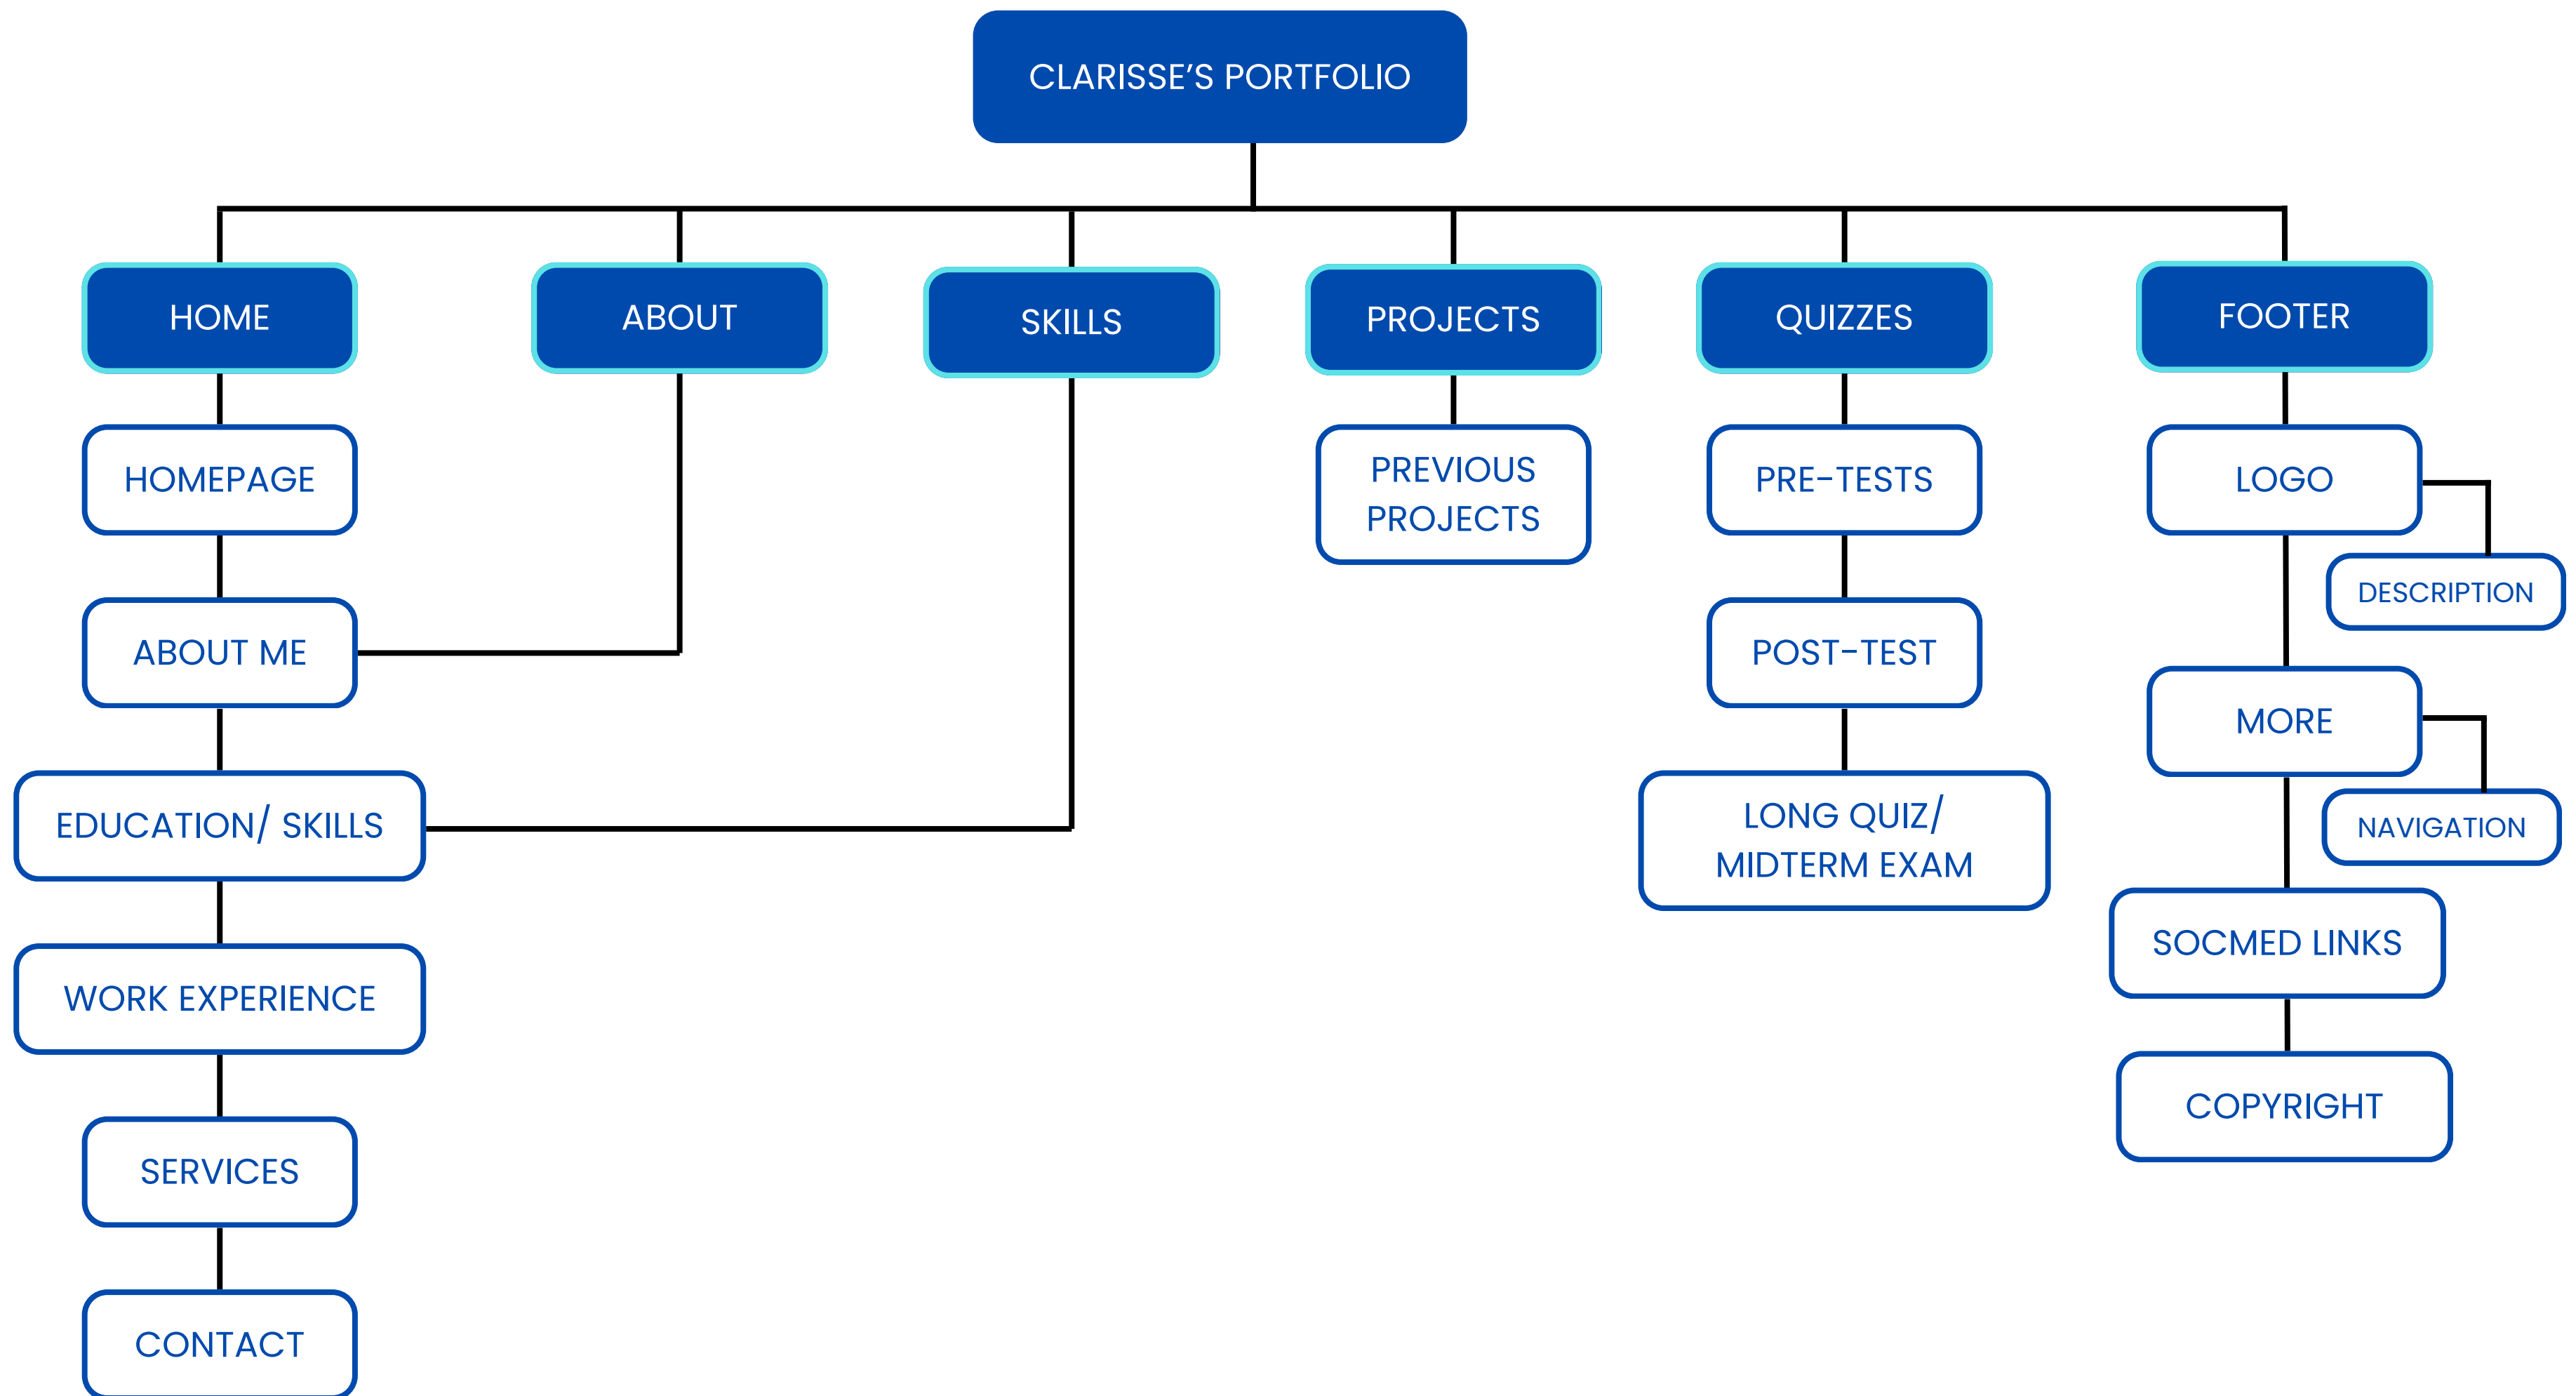 CLARISSE’S PORTFOLIO
HOME
ABOUT
SKILLS
PROJECTS
QUIZZES
FOOTER
HOMEPAGE
ABOUT ME
EDUCATION/ SKILLS
WORK EXPERIENCE
SERVICES
CONTACT
PREVIOUS
PROJECTS
PRE-TESTS
POST-TEST
LONG QUIZ/
MIDTERM EXAM
LOGO
DESCRIPTION
MORE
NAVIGATION
SOCMED LINKS
COPYRIGHT